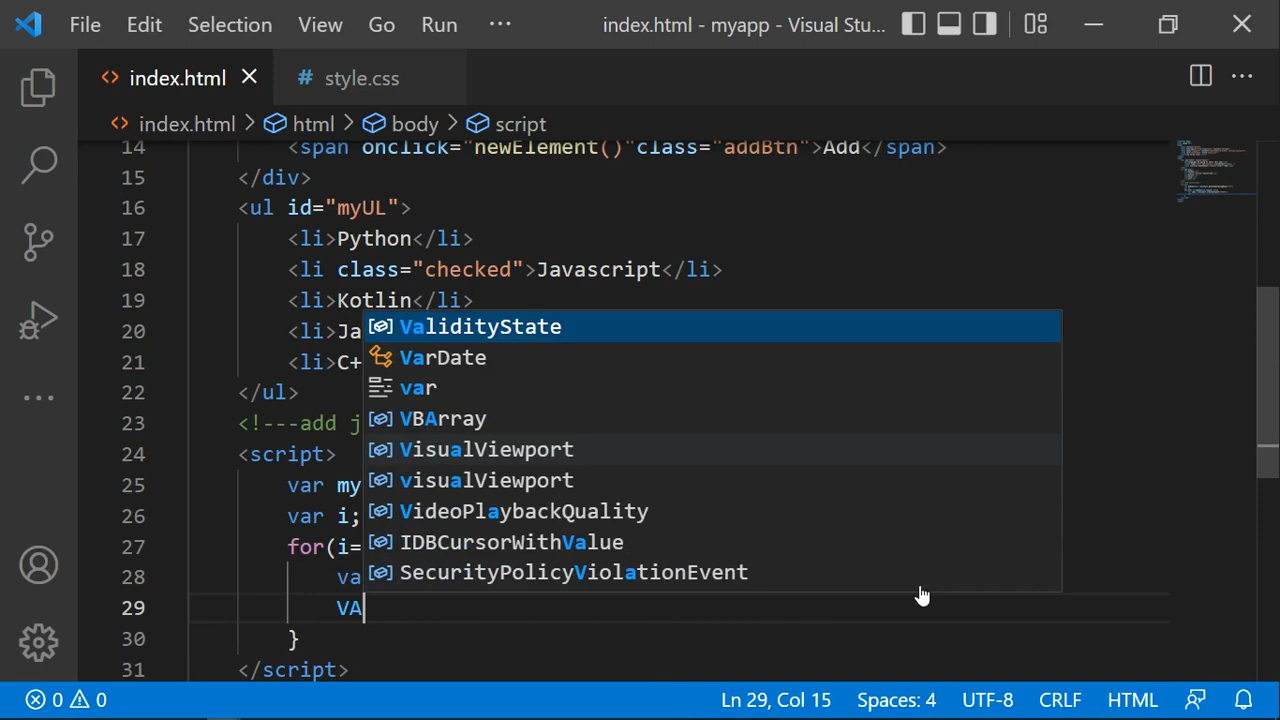 File Edit Selection View Go Run ··· index.html - myapp - Visual Stu...
<> index.html × # style.css ···
<> index.html > html > body > script
14 <span onclick="newElement()"class="addBtn">Add</span>
15 </div>
16 <ul id="myUL">
17 <li>Python</li>
18 <li class="checked">Javascript</li>
19 <li>Kotlin</li>
20 <li>Ja
21 <li>C+
22 </ul>
23 <!---add j
24 <script>
25 var my
26 var i;
27 for(i=
28 va
29 VA
30 }
31 </script>
ValidityState
VarDate
var
VBArray
VisualViewport
visualViewport
VideoPlaybackQuality
IDBCursorWithValue
SecurityPolicyViolationEvent
0 0 Ln 29, Col 15 Spaces: 4 UTF-8 CRLF HTML